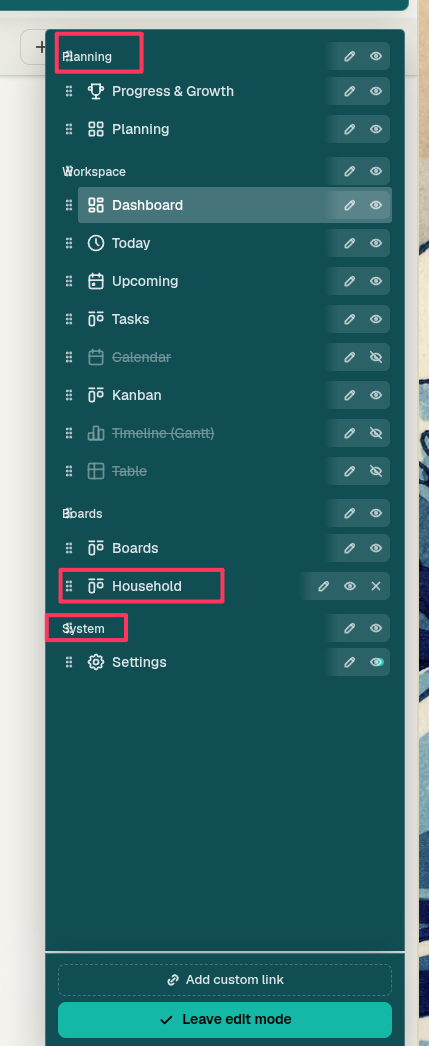 Planning
Progress & Growth
Planning
Workspace
Dashboard
Today
Upcoming
Tasks
Calendar
Kanban
Timeline (Gantt)
Table
Boards
Boards
Household
System
Settings
Add custom link
Leave edit mode